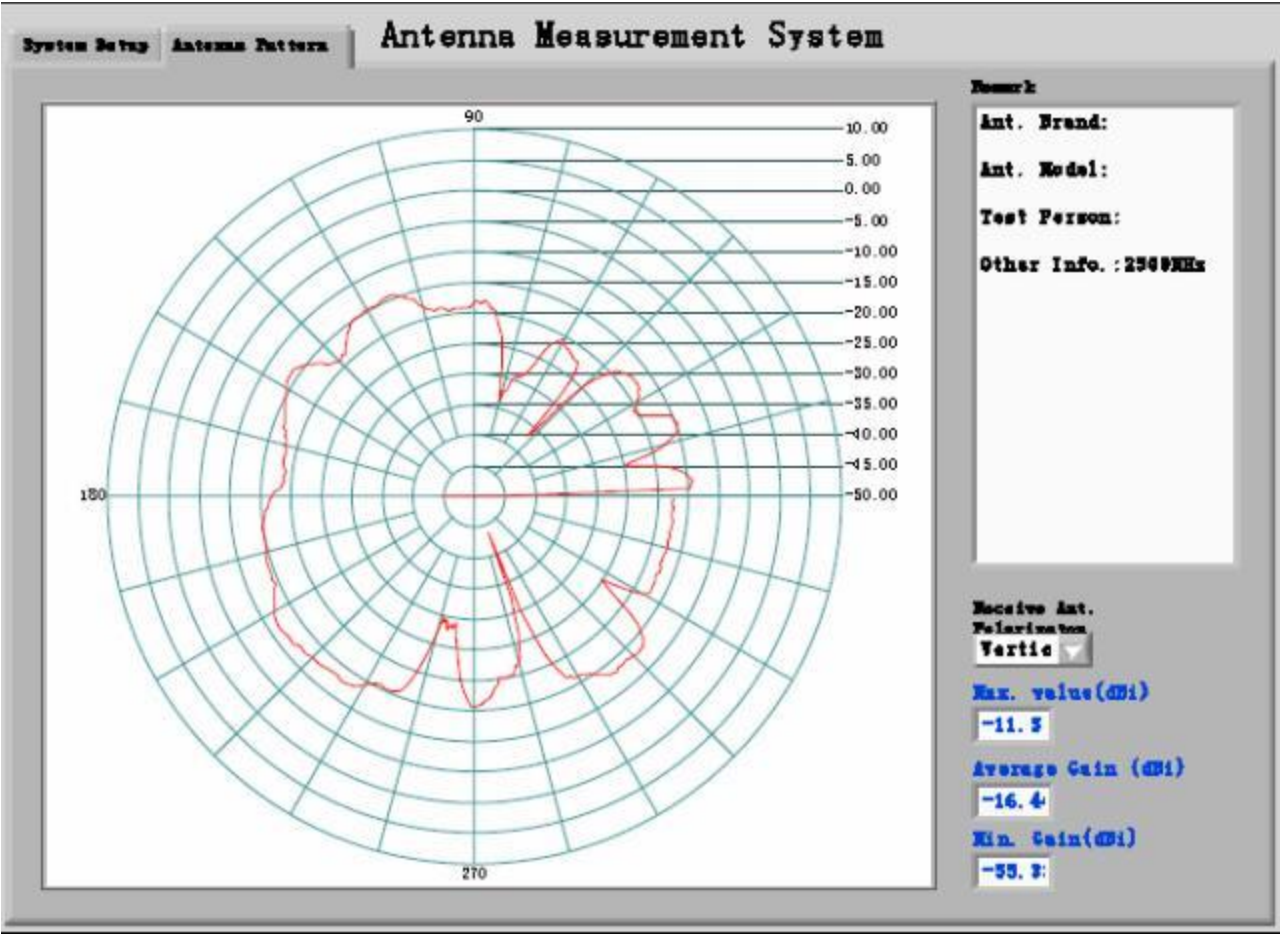 System Setup
Antenna Pattern
Antenna Measurement System
90
10.00
5.00
0.00
-5.00
-10.00
-15.00
-20.00
-25.00
-30.00
-35.00
-40.00
-45.00
-50.00
180
270
Remark
Ant. Brand:
Ant. Model:
Test Person:
Other Info.:
Receive Ant.
Vertic
Max. value(dBi)
-11.5
Average Gain (dBi)
-16.4
Min. Gain(dBi)